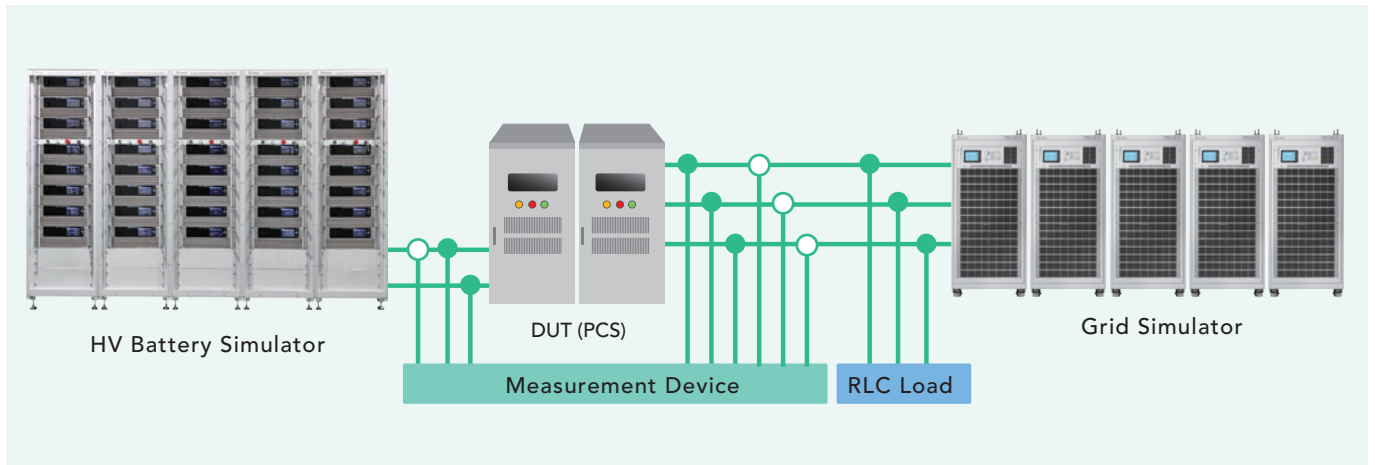 HV Battery Simulator
DUT (PCS)
Grid Simulator
Measurement Device
RLC Load